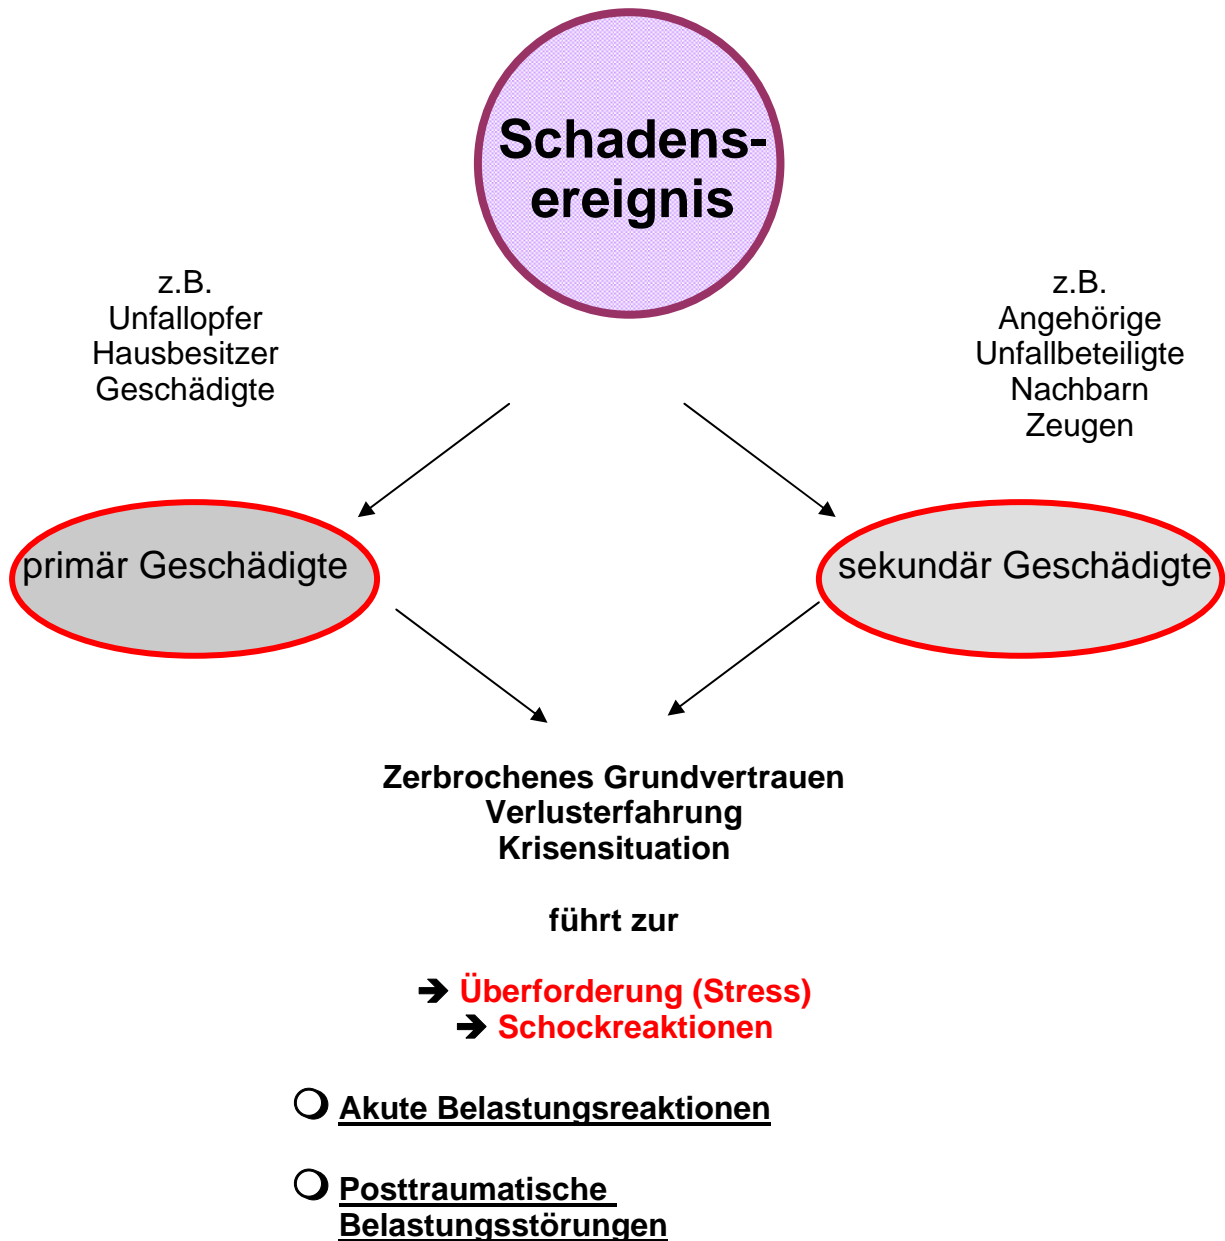 Schadens-
ereignis
z.B.
Unfallopfer
Hausbesitzer
Geschädigte
z.B.
Angehörige
Unfallbeteiligte
Nachbarn
Zeugen
primär Geschädigte
sekundär Geschädigte
Zerbrochenes Grundvertrauen
Verlusterfahrung
Krisensituation
führt zur
➔ Überforderung (Stress)
➔ Schockreaktionen
❍ Akute Belastungsreaktionen
❍ Posttraumatische
Belastungsstörungen